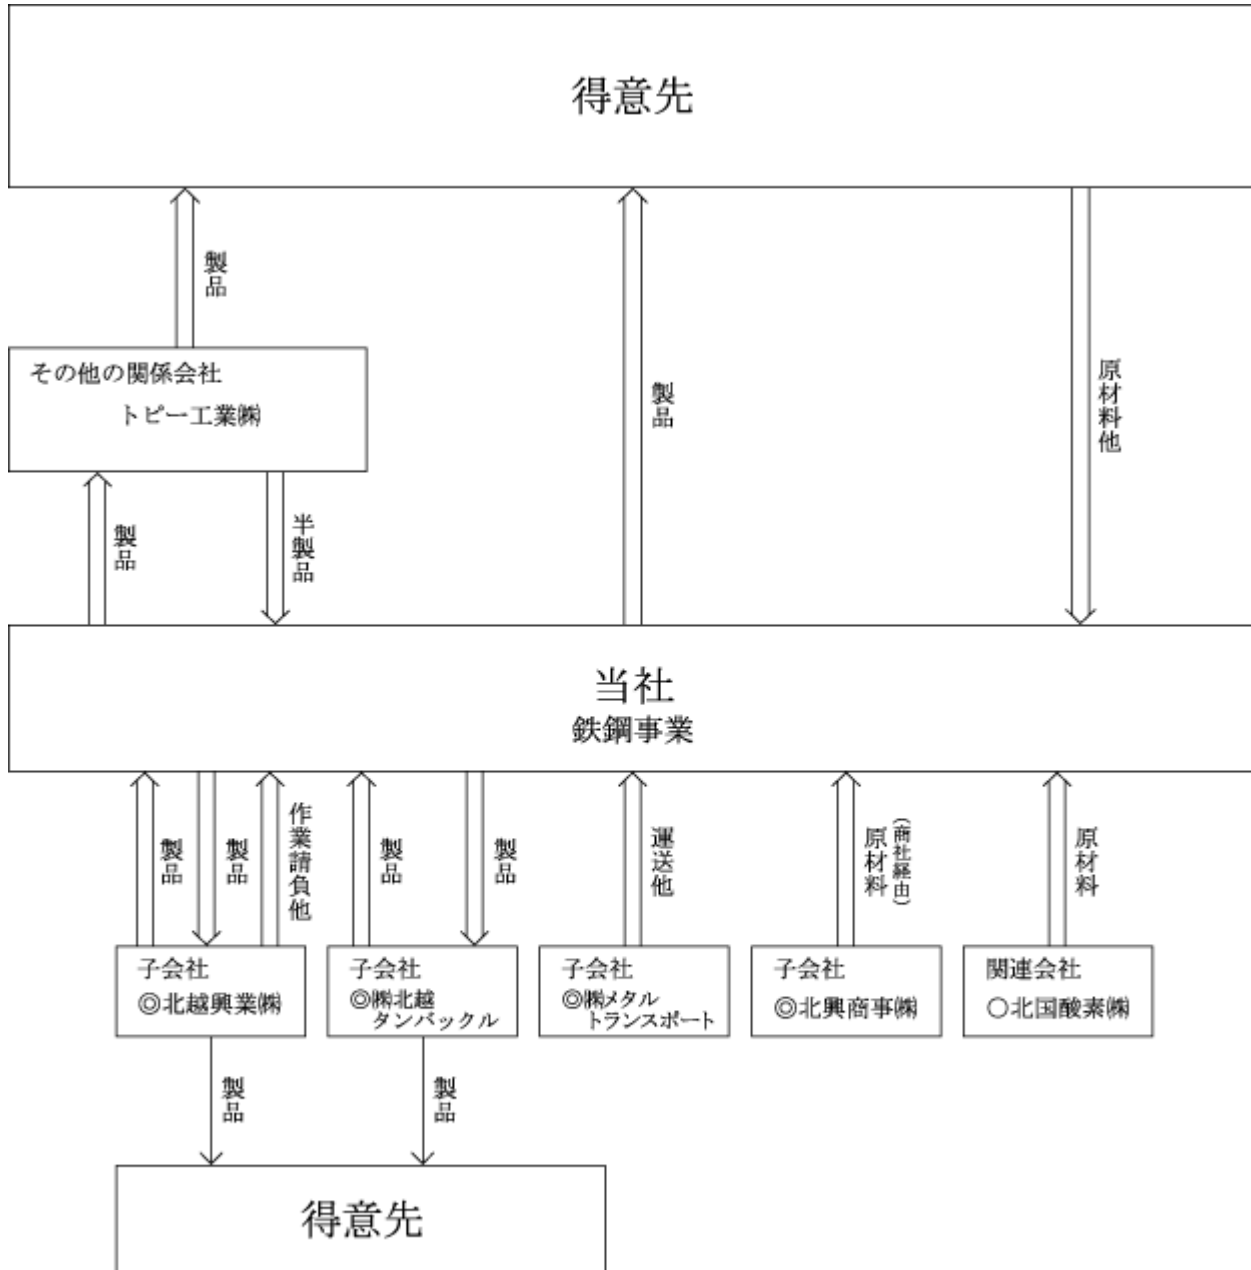 得意先
製品
その他の関係会社
トピー工業㈱
製品
原材料他
製品
半製品
当社
鉄鋼事業
製品
製品
作業請負他
製品
製品
運送他
原材料
(商社経由)
原材料
子会社
◎北越興業㈱
子会社
◎㈱北越
タンバックル
子会社
◎㈱メタル
トランスポート
子会社
◎北興商事㈱
関連会社
○北国酸素㈱
製品
製品
得意先